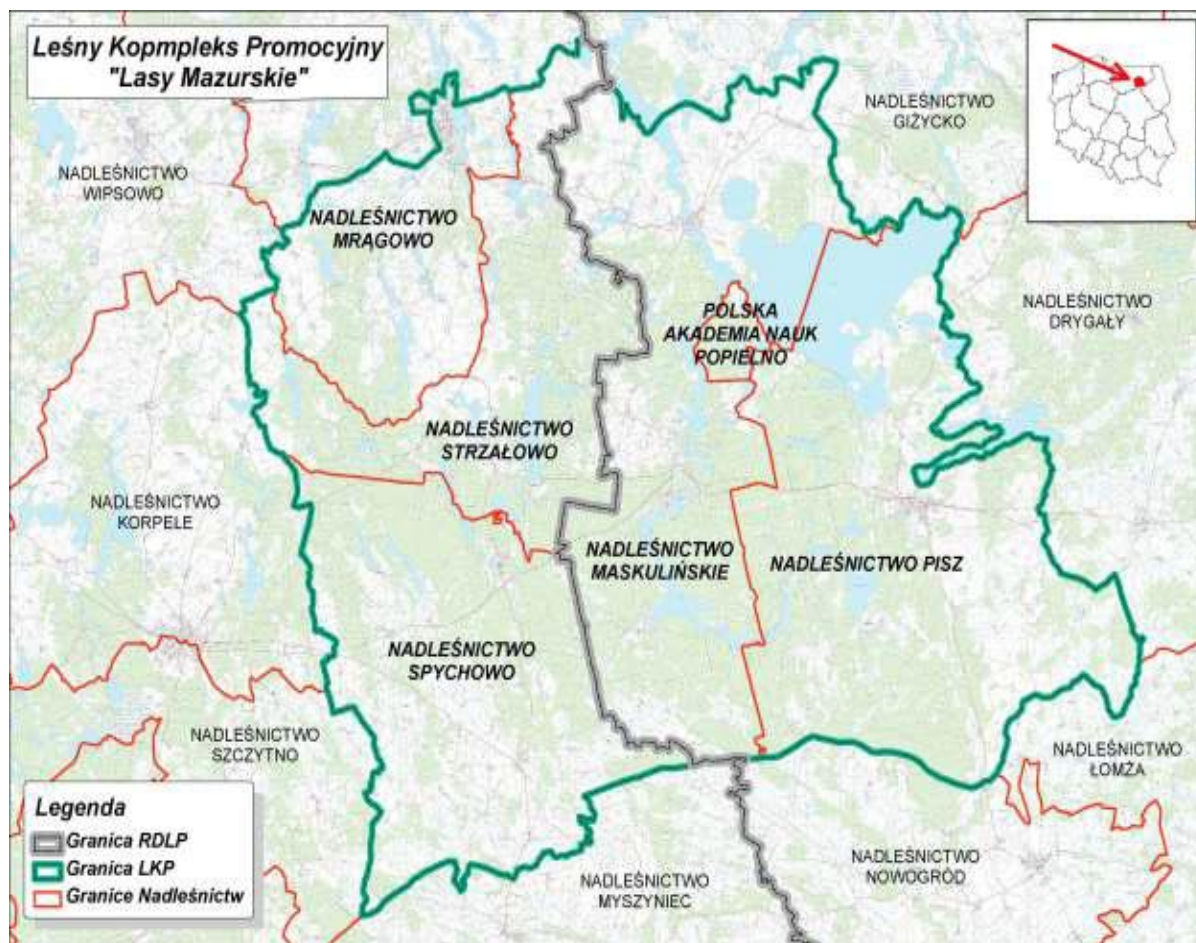 Leśny Kopmpleks Promocyjny
"Lasy Mazurskie"
NADLEŚNICTWO
GIŻYCKO
NADLEŚNICTWO
WIPSOWO
NADLEŚNICTWO
MRĄGOWO
POLSKA
AKADEMIA NAUK
POPIELNO
NADLEŚNICTWO
DRYGAŁY
NADLEŚNICTWO
STRZAŁOWO
NADLEŚNICTWO
KORPELE
NADLEŚNICTWO
MASKULIŃSKIE
NADLEŚNICTWO PISZ
NADLEŚNICTWO
SPYCHOWO
NADLEŚNICTWO
SZCZYTNO
NADLEŚNICTWO
ŁOMŻA
Legenda
Granica RDLP
Granica LKP
Granice Nadleśnictw
NADLEŚNICTWO
MYSZYNIEC
NADLEŚNICTWO
NOWOGRÓD